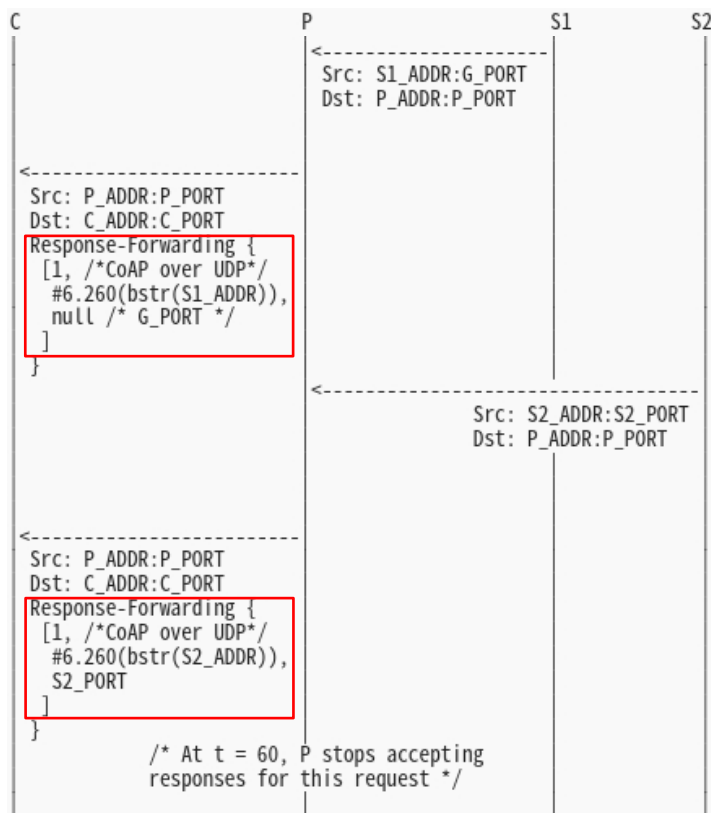 C P S1 S2
<-----------------------
Src: S1_ADDR:G_PORT
Dst: P_ADDR:P_PORT
<--------------------------
Src: P_ADDR:P_PORT
Dst: C_ADDR:C_PORT
Response-Forwarding {
[1, /*CoAP over UDP*/
#6.260(bstr(S1_ADDR)),
null /* G_PORT */
]
}
<--------------------------------------
Src: S2_ADDR:S2_PORT
Dst: P_ADDR:P_PORT
<--------------------------
Src: P_ADDR:P_PORT
Dst: C_ADDR:C_PORT
Response-Forwarding {
[1, /*CoAP over UDP*/
#6.260(bstr(S2_ADDR)),
S2_PORT
]
}
/* At t = 60, P stops accepting
responses for this request */